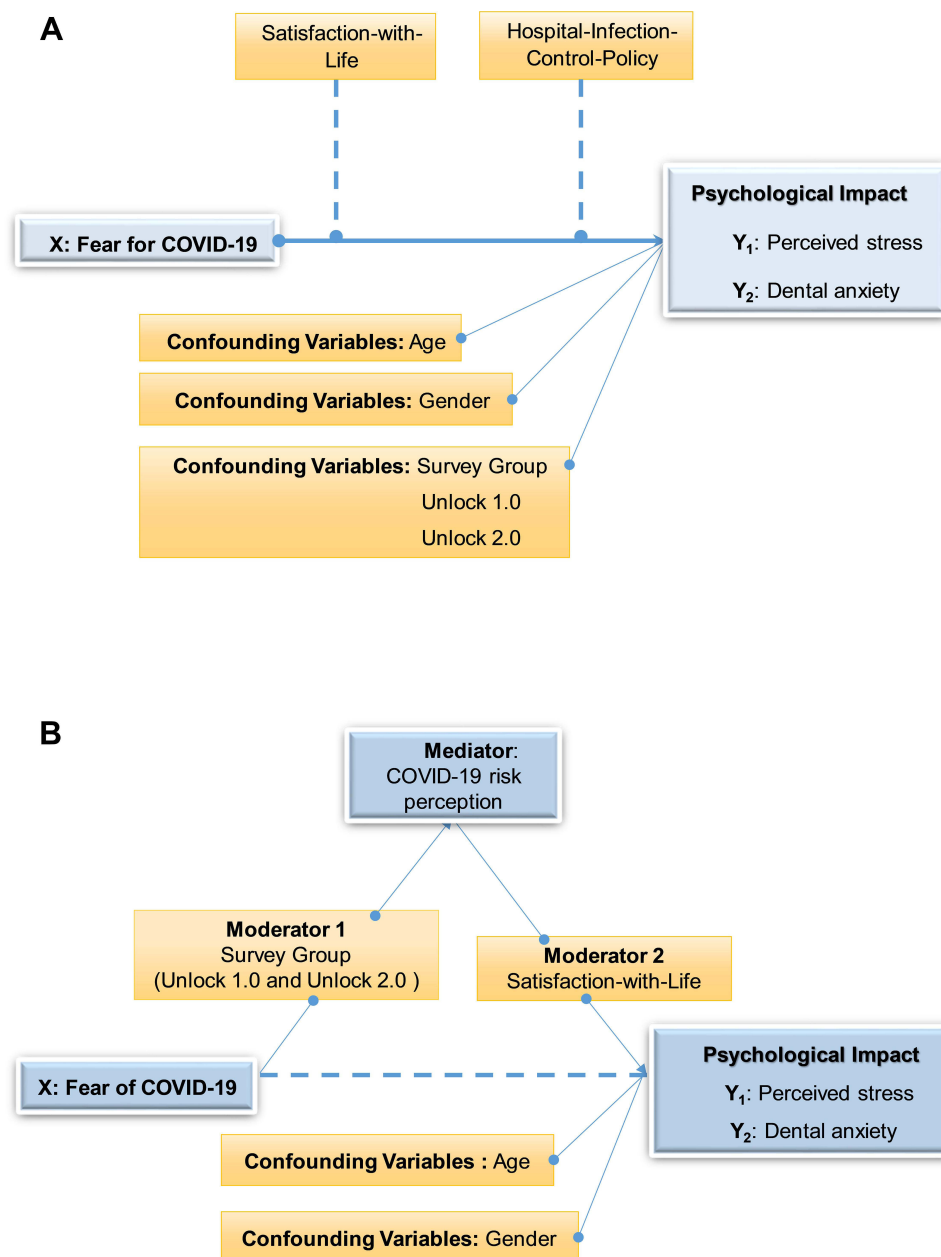 A
Satisfaction-with-
Life
Hospital-Infection-
Control-Policy
Psychological Impact
X: Fear for COVID-19
Y₁: Perceived stress
Y₂: Dental anxiety
Confounding Variables: Age
Confounding Variables: Gender
Confounding Variables: Survey Group
Unlock 1.0
Unlock 2.0
B
Mediator:
COVID-19 risk
perception
Moderator 1
Survey Group
(Unlock 1.0 and Unlock 2.0 )
Moderator 2
Satisfaction-with-Life
X: Fear of COVID-19
Psychological Impact
Y₁: Perceived stress
Y₂: Dental anxiety
Confounding Variables : Age
Confounding Variables: Gender